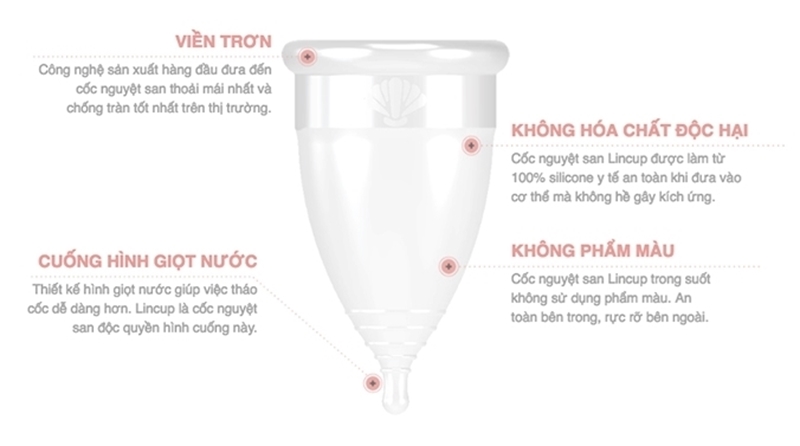 VIỀN TRƠN
Công nghệ sản xuất hàng đầu đưa đến
cốc nguyệt san thoải mái nhất và
chống tràn tốt nhất trên thị trường.
KHÔNG HÓA CHẤT ĐỘC HẠI
Cốc nguyệt san Lincup được làm từ
100% silicone y tế an toàn khi đưa vào
cơ thể mà không hề gây kích ứng.
CUỐNG HÌNH GIỌT NƯỚC
Thiết kế hình giọt nước giúp việc tháo
cốc dễ dàng hơn. Lincup là cốc nguyệt
san độc quyền hình cuống này.
KHÔNG PHẨM MÀU
Cốc nguyệt san Lincup trong suốt
không sử dụng phẩm màu. An
toàn bên trong, rực rỡ bên ngoài.